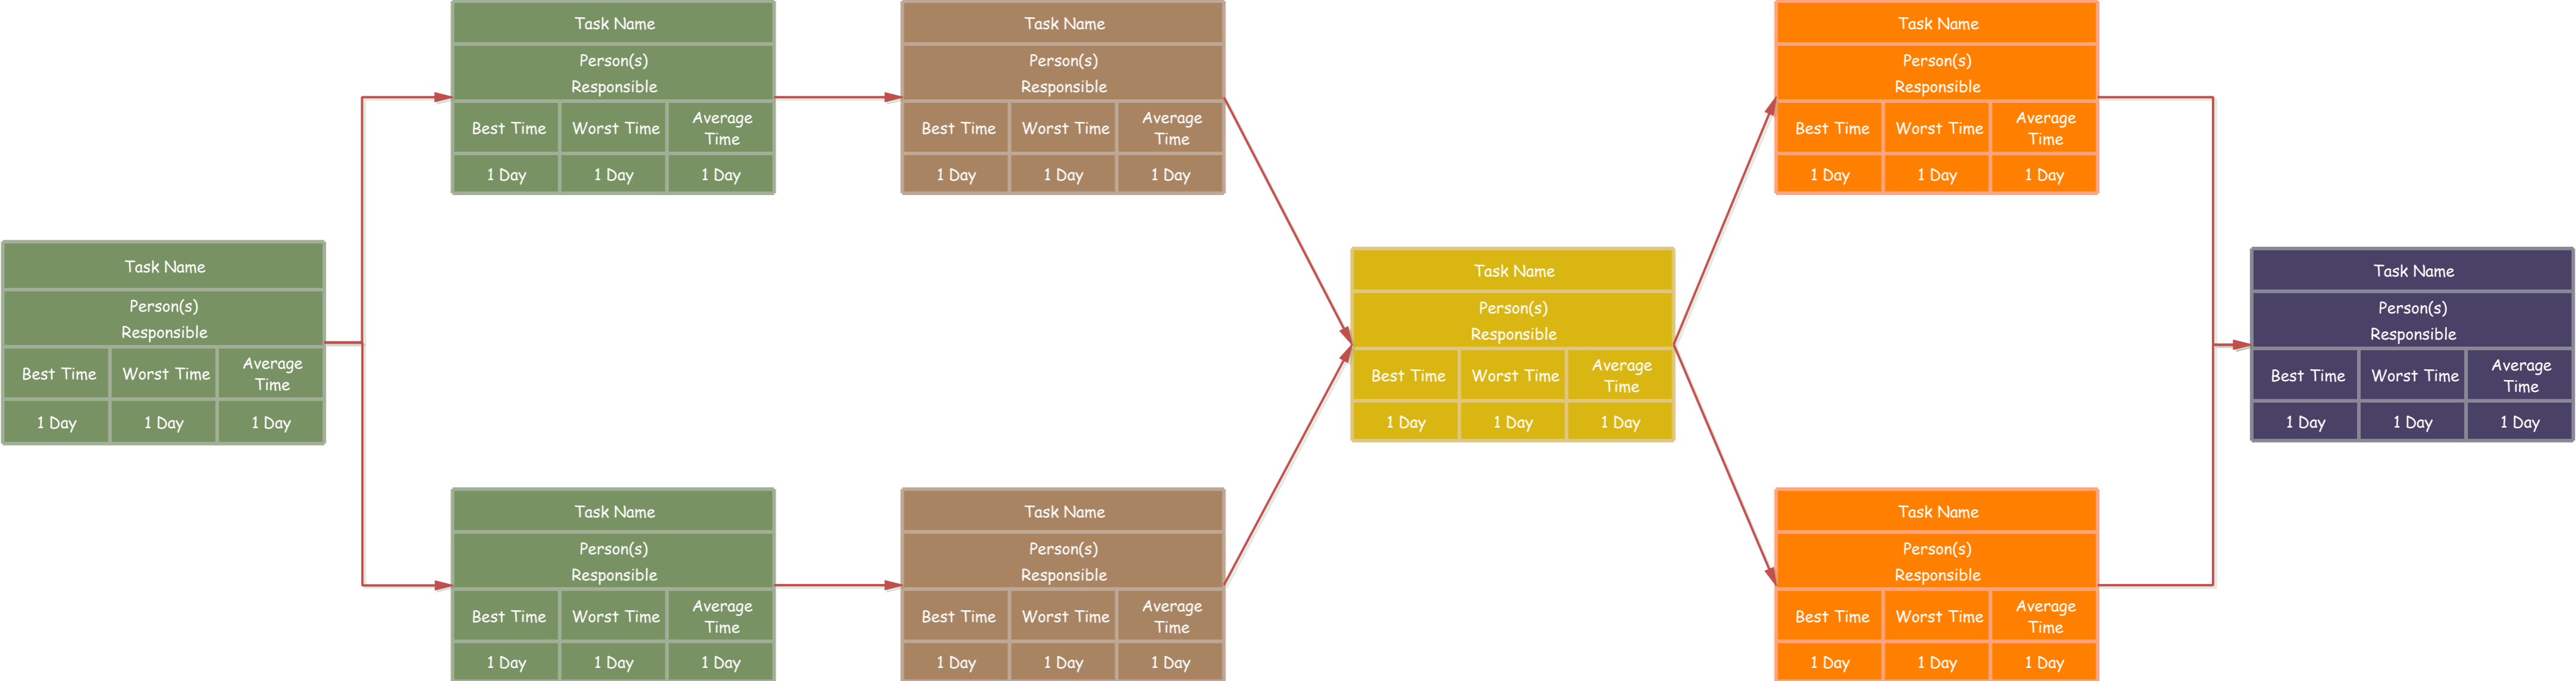 Task Name
Person(s)
Responsible
Best Time Worst Time Average
Time
1 Day 1 Day 1 Day
Task Name
Person(s)
Responsible
Best Time Worst Time Average
Time
1 Day 1 Day 1 Day
Task Name
Person(s)
Responsible
Best Time Worst Time Average
Time
1 Day 1 Day 1 Day
Task Name
Person(s)
Responsible
Best Time Worst Time Average
Time
1 Day 1 Day 1 Day
Task Name
Person(s)
Responsible
Best Time Worst Time Average
Time
1 Day 1 Day 1 Day
Task Name
Person(s)
Responsible
Best Time Worst Time Average
Time
1 Day 1 Day 1 Day
Task Name
Person(s)
Responsible
Best Time Worst Time Average
Time
1 Day 1 Day 1 Day
Task Name
Person(s)
Responsible
Best Time Worst Time Average
Time
1 Day 1 Day 1 Day
Task Name
Person(s)
Responsible
Best Time Worst Time Average
Time
1 Day 1 Day 1 Day